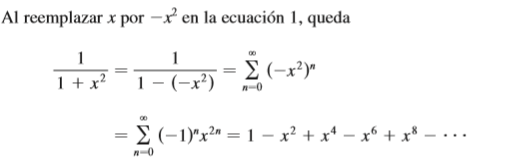 Al reemplazar x por −x² en la ecuación 1, queda
1/(1 + x²) = 1/(1 − (−x²)) = ∑_{n=0}^{∞} (−x²)ⁿ
= ∑_{n=0}^{∞} (−1)ⁿx²ⁿ = 1 − x² + x⁴ − x⁶ + x⁸ − · · ·